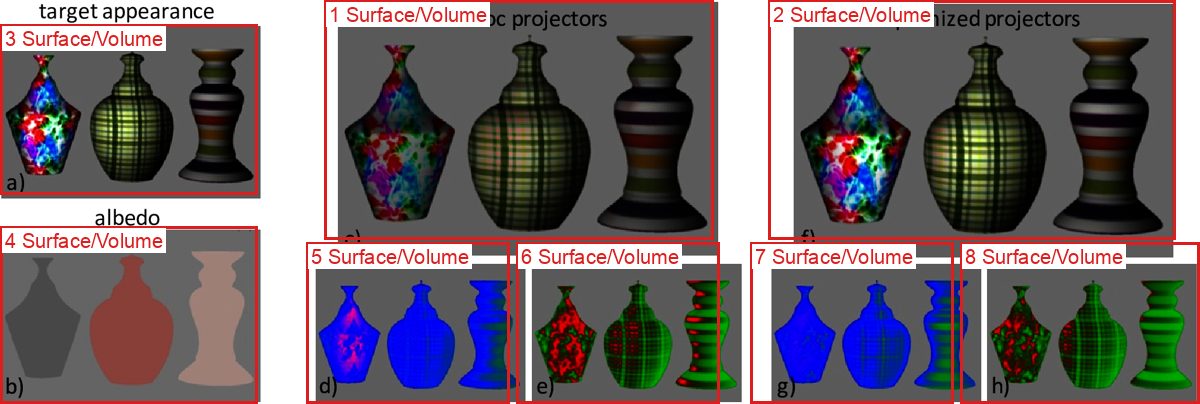 target appearance
3 Surface/Volume
a)
albedo
4 Surface/Volume
b)
1 Surface/Volume
projectors
2 Surface/Volume
projectors
f)
5 Surface/Volume
d)
6 Surface/Volume
e)
7 Surface/Volume
g)
8 Surface/Volume
h)